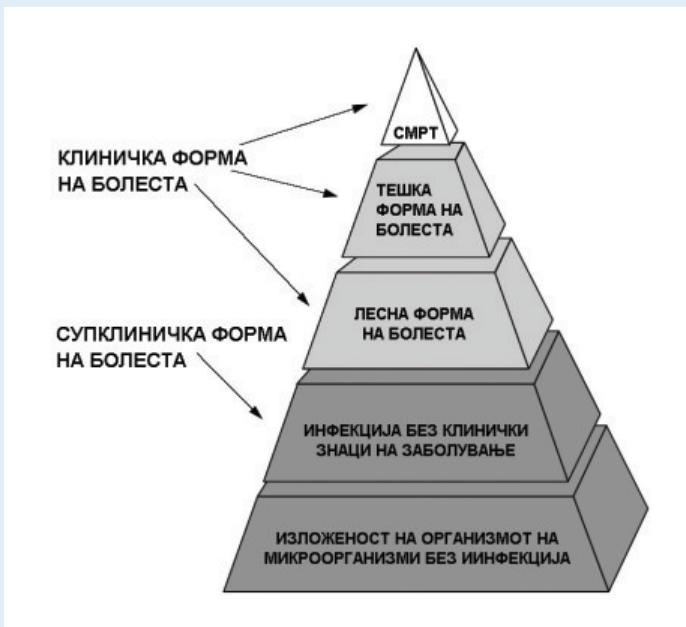 СМРТ
КЛИНИЧКА ФОРМА
НА БОЛЕСТА
ТЕШКА
ФОРМА НА
БОЛЕСТА
ЛЕСНА ФОРМА
НА БОЛЕСТА
СУПКЛИНИЧКА ФОРМА
НА БОЛЕСТА
ИНФЕКЦИЈА БЕЗ КЛИНИЧКИ
ЗНАЦИ НА ЗАБОЛУВАЊЕ
ИЗЛОЖЕНОСТ НА ОРГАНИЗМОТ НА
МИКРООРГАНИЗМИ БЕЗ ИИНФЕКЦИЈА